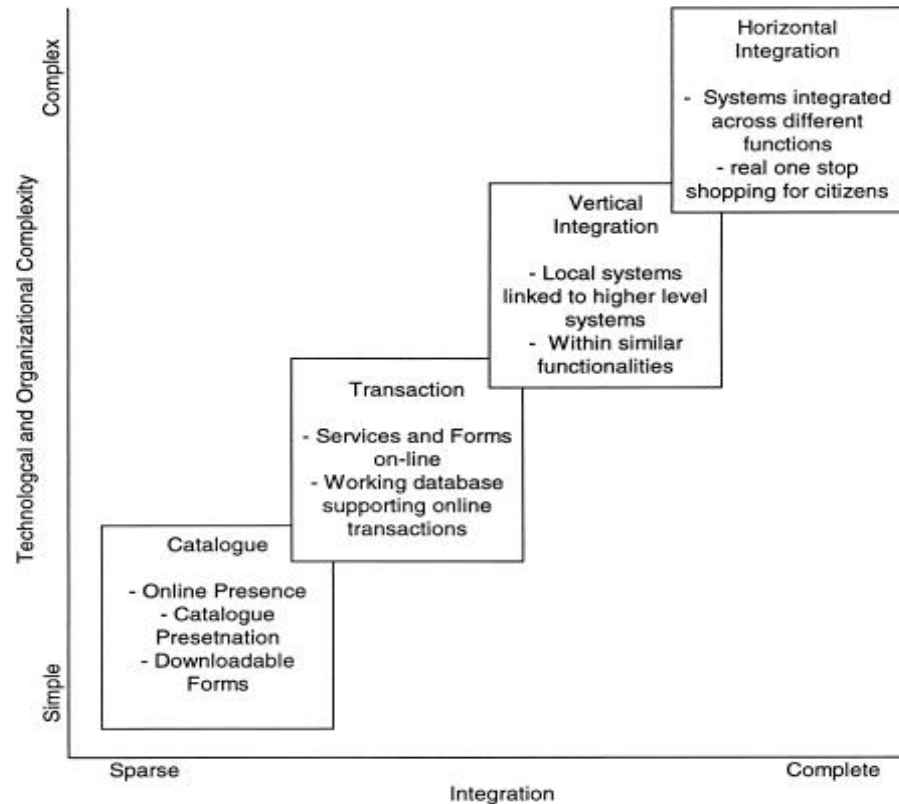 Technologcal and Organizational Complexity
Complex
Simple
Horizontal
Integration
- Systems integrated
across different
functions
- real one stop
shopping for citizens
Vertical
Integration
- Local systems
linked to higher level
systems
- Within similar
functionalities
Transaction
- Services and Forms
on-line
- Working database
supporting online
transactions
Catalogue
- Online Presence
- Catalogue
Presetnation
- Downloadable
Forms
Sparse
Complete
Integration